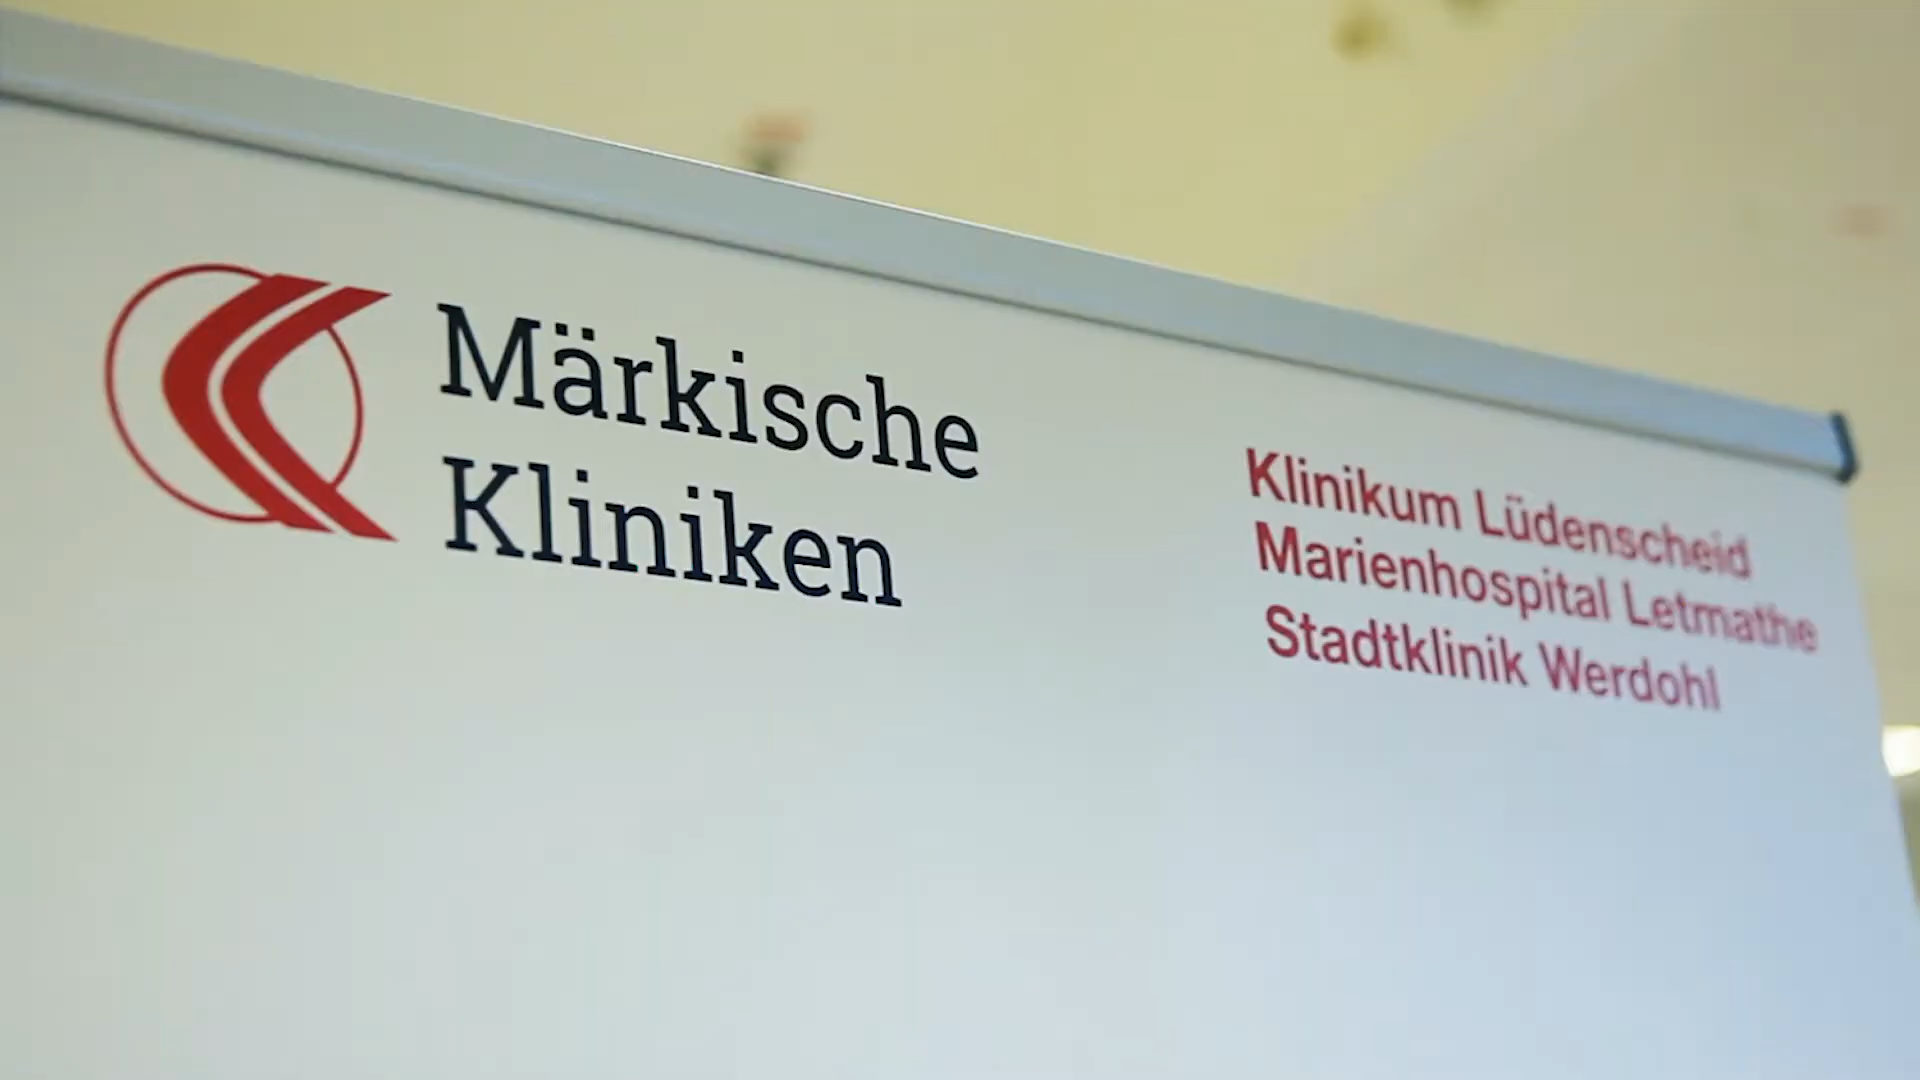 Märkische
Kliniken
Klinikum Lüdenscheid
Marienhospital Letmathe
Stadtklinik Werdohl